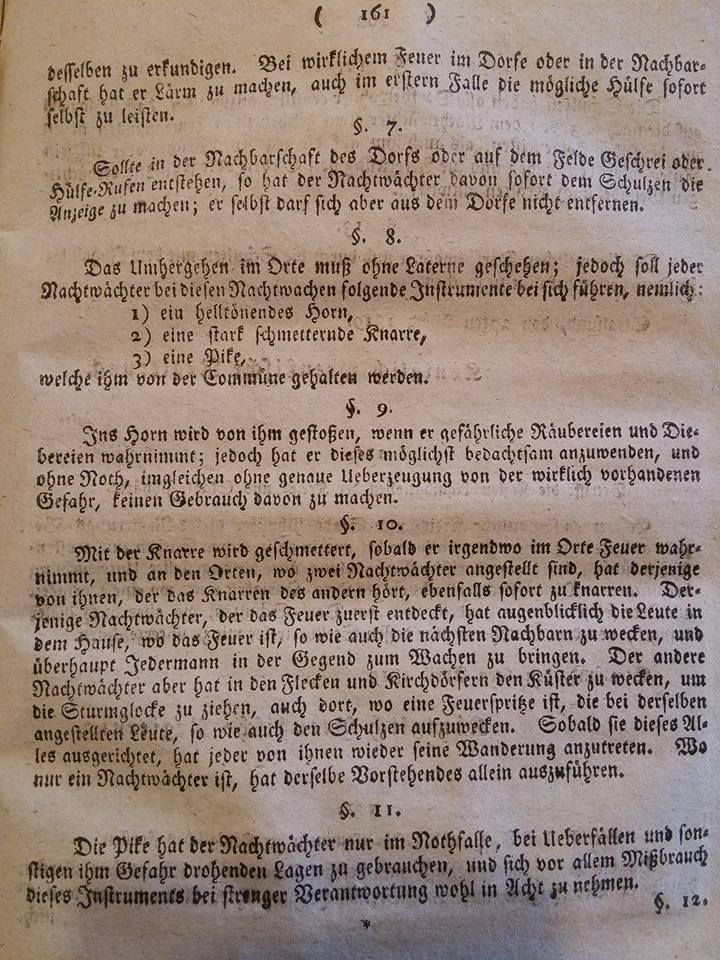 ( 161 )
desselben zu erkundigen. Bei wirklichem Feuer im Dorfe oder in der Nachbar-
schaft hat er Lärm zu machen, auch im erstern Falle die mögliche Hülfe sofort
selbst zu leisten.
§. 7.
Sollte in der Nachbarschaft des Dorfs oder auf dem Felde Geschrei oder
Hülfe-Rufen entstehen, so hat der Nachtwächter davon sofort dem Schulzen die
Anzeige zu machen; er selbst darf sich aber aus dem Dorfe nicht entfernen.
§. 8.
Das Umhergehen im Orte muß ohne Laterne geschehen; jedoch soll jeder
Nachtwächter bei diesen Nachtwachen folgende Instrumente bei sich führen, nemlich:
1) ein helltönendes Horn,
2) eine stark schmetternde Knarre,
3) eine Pike,
welche ihm von der Commüne gehalten werden.
§. 9.
Ins Horn wird von ihm gestoßen, wenn er gefährliche Räubereien und Die-
bereien wahrnimmt; jedoch hat er dieses möglichst bedachtsam anzuwenden, und
ohne Noth, imgleichen ohne genaue Ueberzeugung von der wirklich vorhandenen
Gefahr, keinen Gebrauch davon zu machen.
§. 10.
Mit der Knarre wird geschmettert, sobald er irgendwo im Orte Feuer wahr-
nimmt, und an den Orten, wo zwei Nachtwächter angestellt sind, hat derjenige
von ihnen, der das Knarren des andern hört, ebenfalls sofort zu knarren. Der-
jenige Nachtwächter, der das Feuer zuerst entdeckt, hat augenblicklich die Leute in
dem Hause, wo das Feuer ist, so wie auch die nächsten Nachbarn zu wecken, und
überhaupt Jedermann in der Gegend zum Wachen zu bringen. Der andere
Nachtwächter aber hat in den Flecken und Kirchdörfern den Küster zu wecken, um
die Sturmglocke zu ziehen, auch dort, wo eine Feuerspritze ist, die bei derselben
angestellten Leute, so wie auch den Schulzen aufzuwecken. Sobald sie dieses Al-
les ausgerichtet, hat jeder von ihnen wieder seine Wanderung anzutreten. Wo
nur ein Nachtwächter ist, hat derselbe Vorstehendes allein auszuführen.
§. 11.
Die Pike hat der Nachtwächter nur im Nothfalle, bei Ueberfällen und son-
stigen ihm Gefahr drohenden Lagen zu gebrauchen, und sich vor allem Mißbrauch
dieses Instruments bei strenger Verantwortung wohl in Acht zu nehmen.
§. 12.
*